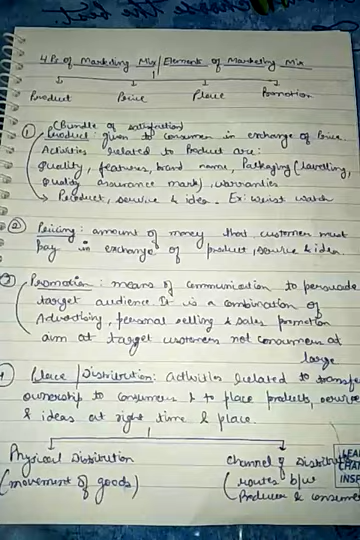 4 Ps of Marketing Mix / Elements of Marketing Mix
Product Price Place Promotion
(Bundle of satisfaction)
① Product: given to consumer in exchange of Price.
Activities related to Product are:
quality, features, brand name, Packaging (labelling,
quality assurance mark), warranties
→ Product, service & idea. Ex: wrist watch
② Pricing: amount of money that customer must
pay in exchange of product, service & idea.
③ Promotion: means of communication to persuade
target audience It is a combination of
Advertising, personal selling & sales promotion
aim at target customers not consumers at
large
4 Place / Distribution: Activities related to transfer
ownership to consumers & to place products, service
& ideas at right time & place.
Physical Distribution Channel of Distribution
(movement of goods) (routes b/w
Producer & consumer
LEAD
CHAN
INSP